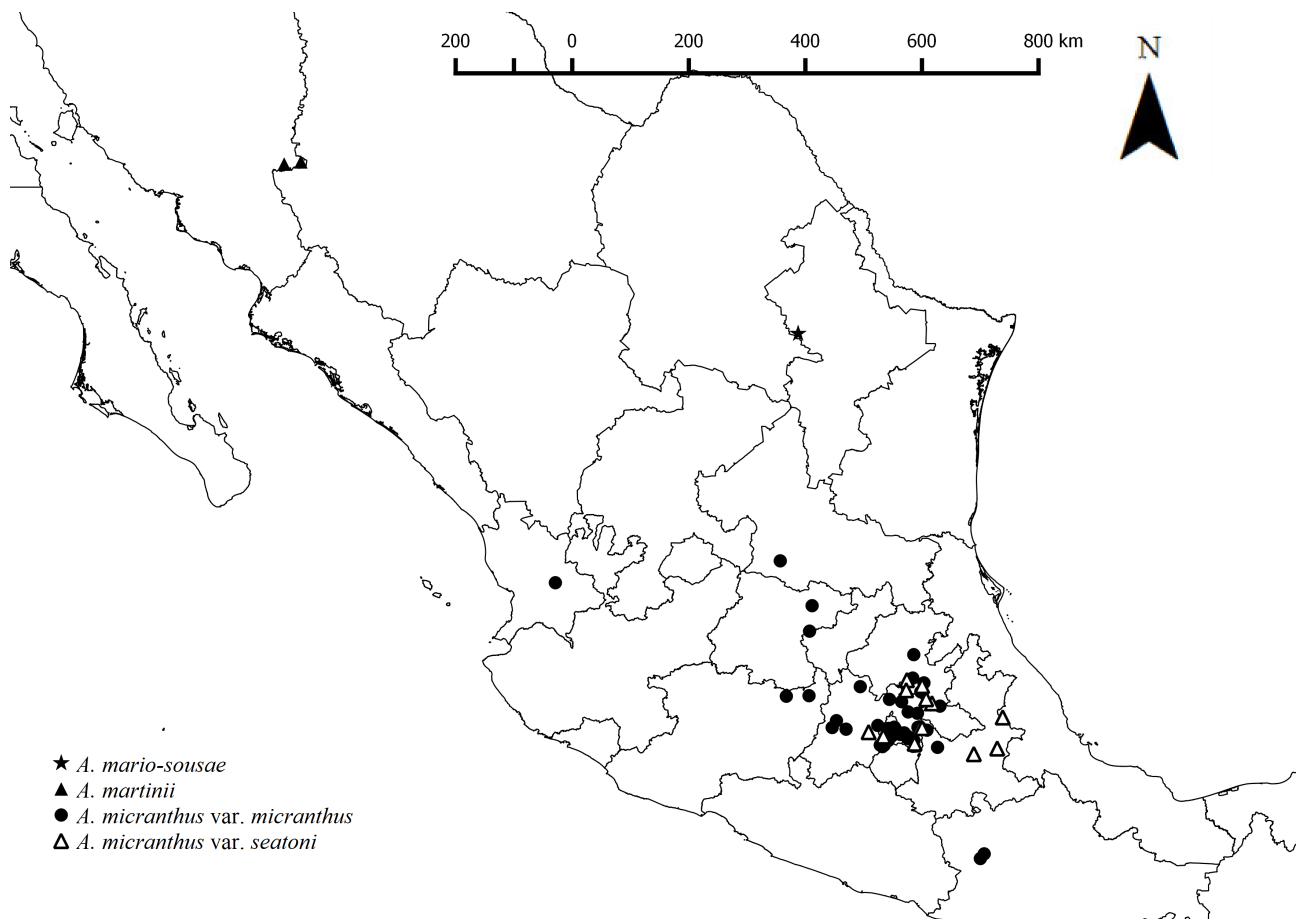 200 0 200 400 600 800 km
N
A. mario-sousae
A. martinii
A. micranthus var. micranthus
A. micranthus var. seatoni